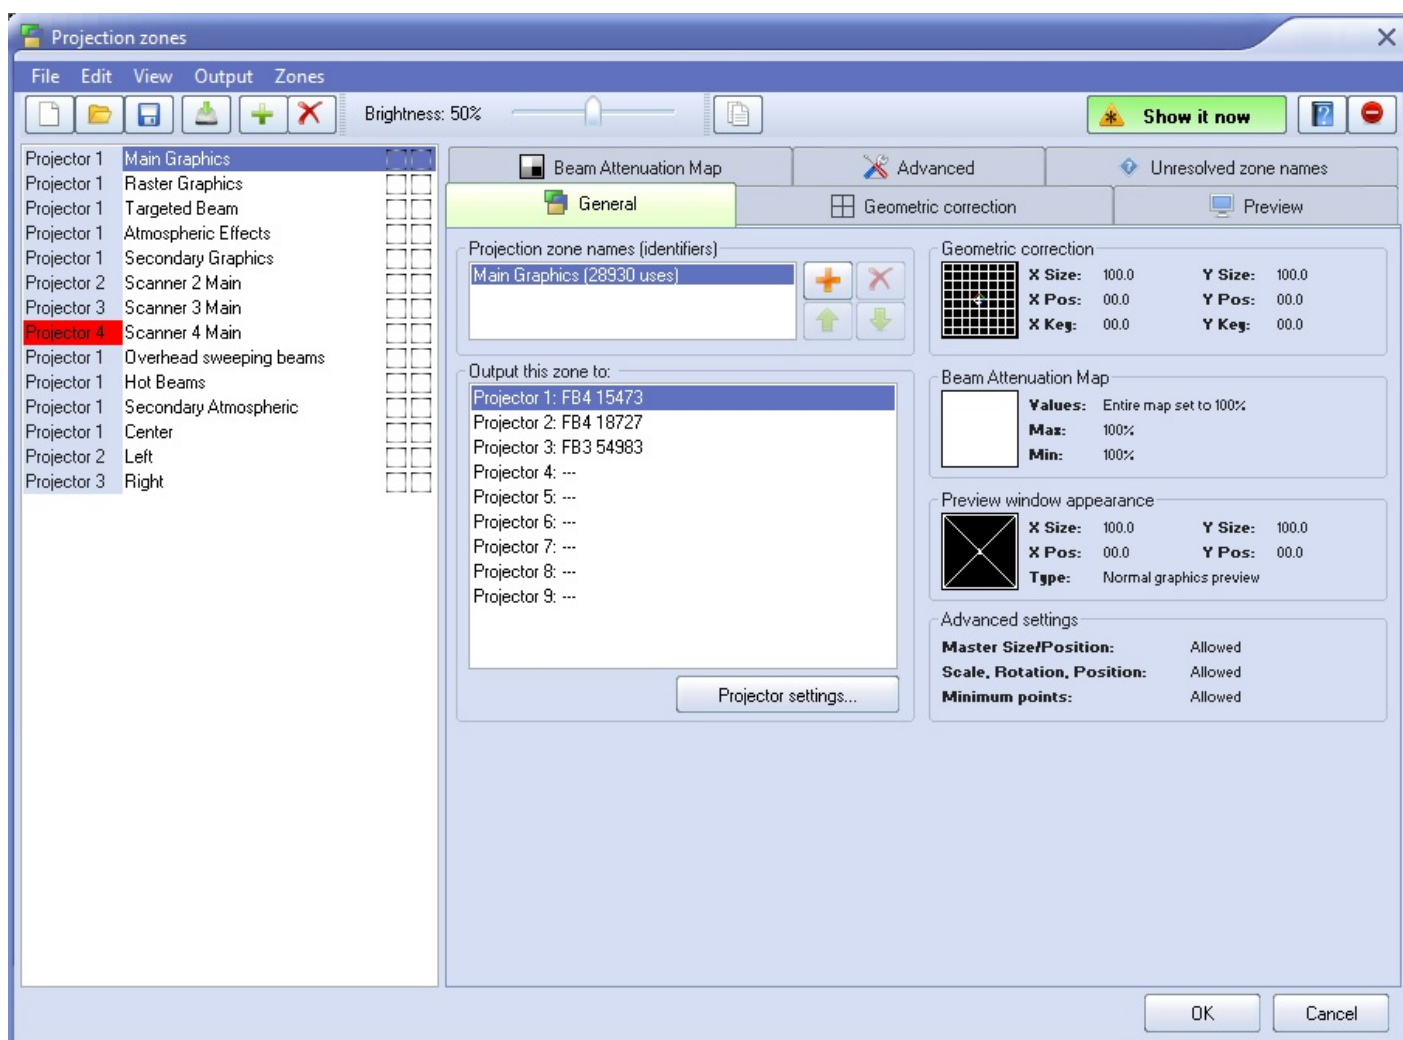 Projection zones
File Edit View Output Zones
Brightness: 50%
Show it now
Projector 1 Main Graphics
Projector 1 Raster Graphics
Projector 1 Targeted Beam
Projector 1 Atmospheric Effects
Projector 1 Secondary Graphics
Projector 2 Scanner 2 Main
Projector 3 Scanner 3 Main
Projector 4 Scanner 4 Main
Projector 1 Overhead sweeping beams
Projector 1 Hot Beams
Projector 1 Secondary Atmospheric
Projector 1 Center
Projector 2 Left
Projector 3 Right
Beam Attenuation Map Advanced Unresolved zone names
General Geometric correction Preview
Projection zone names (identifiers)
Main Graphics (28930 uses)
Output this zone to:
Projector 1: FB4 15473
Projector 2: FB4 18727
Projector 3: FB3 54983
Projector 4: ---
Projector 5: ---
Projector 6: ---
Projector 7: ---
Projector 8: ---
Projector 9: ---
Projector settings...
Geometric correction
X Size: 100.0 Y Size: 100.0
X Pos: 00.0 Y Pos: 00.0
X Key: 00.0 Y Key: 00.0
Beam Attenuation Map
Values: Entire map set to 100%
Max: 100%
Min: 100%
Preview window appearance
X Size: 100.0 Y Size: 100.0
X Pos: 00.0 Y Pos: 00.0
Type: Normal graphics preview
Advanced settings
Master Size/Position: Allowed
Scale, Rotation, Position: Allowed
Minimum points: Allowed
OK Cancel